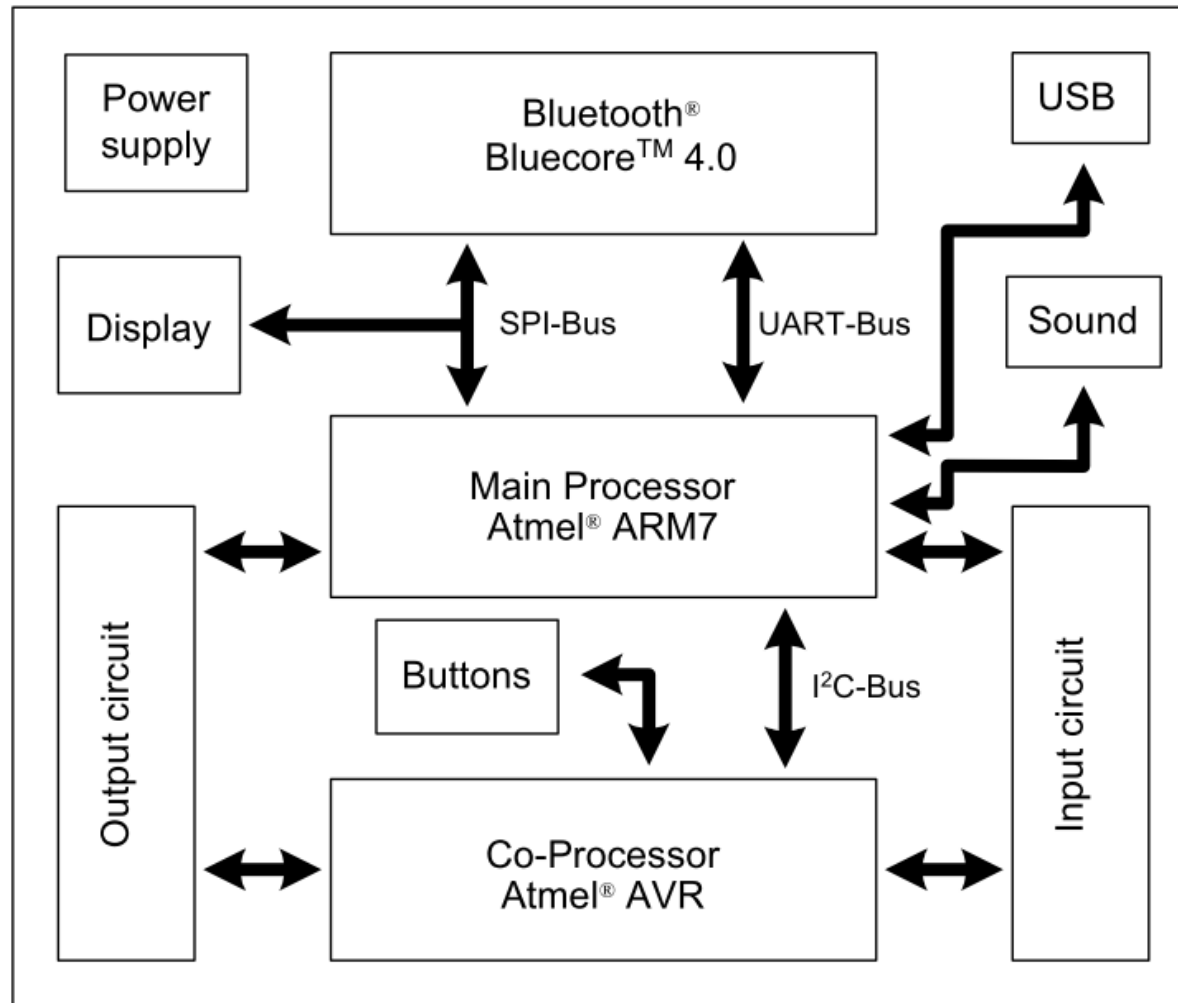 Power
supply
Bluetooth®
Bluecore™ 4.0
USB
Display
SPI-Bus
UART-Bus
Sound
Main Processor
Atmel® ARM7
Output circuit
Buttons
I²C-Bus
Input circuit
Co-Processor
Atmel® AVR